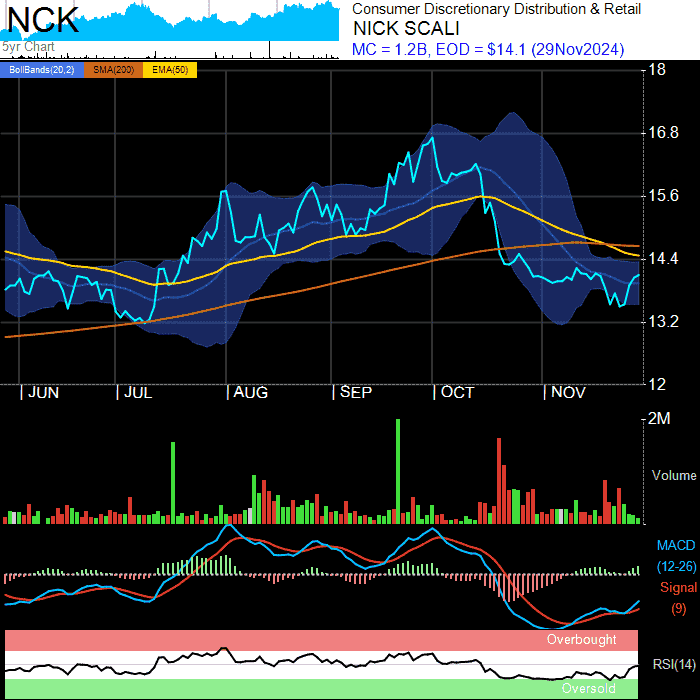 NCK
5yr Chart
Consumer Discretionary Distribution & Retail
NICK SCALI
MC = 1.2B, EOD = $14.1 (29Nov2024)
BollBands(20,2) SMA(200) EMA(50)
18
16.8
15.6
14.4
13.2
12
JUN JUL AUG SEP OCT NOV
2M
Volume
MACD
(12-26)
Signal
(9)
Overbought
RSI(14)
Oversold